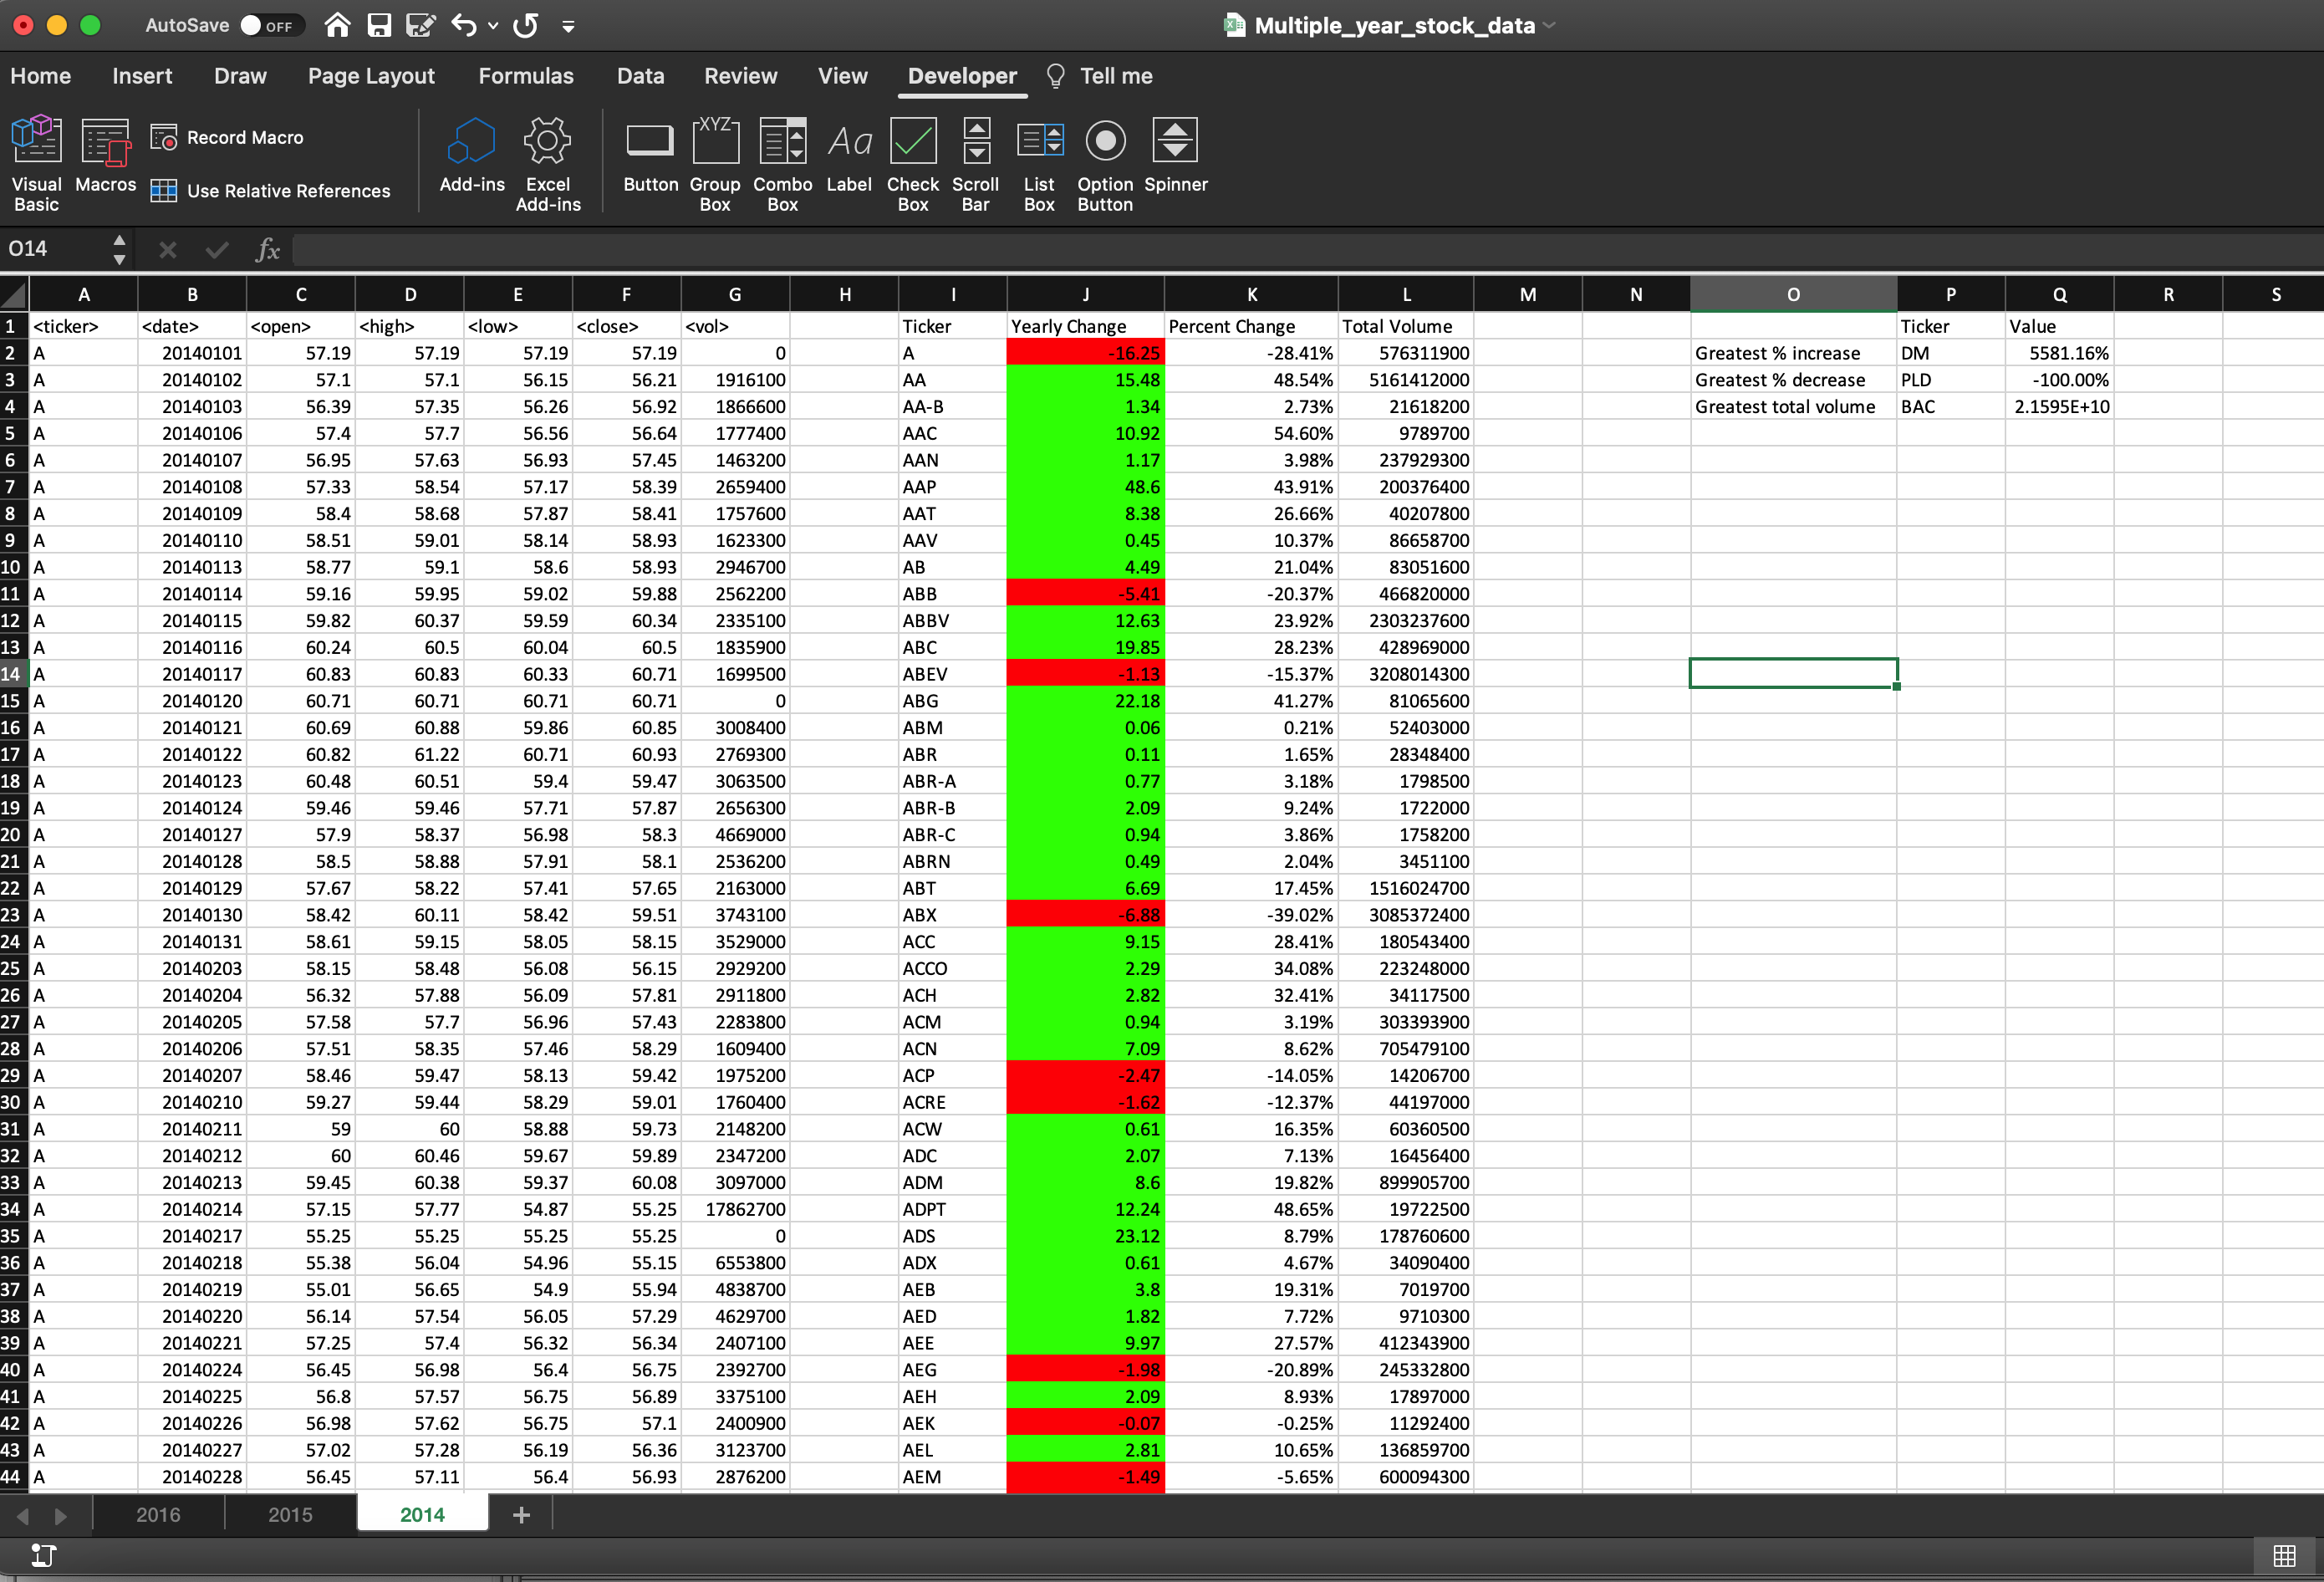 AutoSave OFF Multiple_year_stock_data
Home Insert Draw Page Layout Formulas Data Review View Developer Tell me
Visual Basic Macros Record Macro Use Relative References Add-ins Excel Add-ins Button Group Box Combo Box Label Check Box Scroll Bar List Box Option Button Spinner
XYZ Aa
O14 fx
A B C D E F G H I J K L M N O P Q R S
1 <ticker> <date> <open> <high> <low> <close> <vol> Ticker Yearly Change Percent Change Total Volume Ticker Value
2 A 20140101 57.19 57.19 57.19 57.19 0 A -16.25 -28.41% 576311900 Greatest % increase DM 5581.16%
3 A 20140102 57.1 57.1 56.15 56.21 1916100 AA 15.48 48.54% 5161412000 Greatest % decrease PLD -100.00%
4 A 20140103 56.39 57.35 56.26 56.92 1866600 AA-B 1.34 2.73% 21618200 Greatest total volume BAC 2.1595E+10
5 A 20140106 57.4 57.7 56.56 56.64 1777400 AAC 10.92 54.60% 9789700
6 A 20140107 56.95 57.63 56.93 57.45 1463200 AAN 1.17 3.98% 237929300
7 A 20140108 57.33 58.54 57.17 58.39 2659400 AAP 48.6 43.91% 200376400
8 A 20140109 58.4 58.68 57.87 58.41 1757600 AAT 8.38 26.66% 40207800
9 A 20140110 58.51 59.01 58.14 58.93 1623300 AAV 0.45 10.37% 86658700
10 A 20140113 58.77 59.1 58.6 58.93 2946700 AB 4.49 21.04% 83051600
11 A 20140114 59.16 59.95 59.02 59.88 2562200 ABB -5.41 -20.37% 466820000
12 A 20140115 59.82 60.37 59.59 60.34 2335100 ABBV 12.63 23.92% 2303237600
13 A 20140116 60.24 60.5 60.04 60.5 1835900 ABC 19.85 28.23% 428969000
14 A 20140117 60.83 60.83 60.33 60.71 1699500 ABEV -1.13 -15.37% 3208014300
15 A 20140120 60.71 60.71 60.71 60.71 0 ABG 22.18 41.27% 81065600
16 A 20140121 60.69 60.88 59.86 60.85 3008400 ABM 0.06 0.21% 52403000
17 A 20140122 60.82 61.22 60.71 60.93 2769300 ABR 0.11 1.65% 28348400
18 A 20140123 60.48 60.51 59.4 59.47 3063500 ABR-A 0.77 3.18% 1798500
19 A 20140124 59.46 59.46 57.71 57.87 2656300 ABR-B 2.09 9.24% 1722000
20 A 20140127 57.9 58.37 56.98 58.3 4669000 ABR-C 0.94 3.86% 1758200
21 A 20140128 58.5 58.88 57.91 58.1 2536200 ABRN 0.49 2.04% 3451100
22 A 20140129 57.67 58.22 57.41 57.65 2163000 ABT 6.69 17.45% 1516024700
23 A 20140130 58.42 60.11 58.42 59.51 3743100 ABX -6.88 -39.02% 3085372400
24 A 20140131 58.61 59.15 58.05 58.15 3529000 ACC 9.15 28.41% 180543400
25 A 20140203 58.15 58.48 56.08 56.15 2929200 ACCO 2.29 34.08% 223248000
26 A 20140204 56.32 57.88 56.09 57.81 2911800 ACH 2.82 32.41% 34117500
27 A 20140205 57.58 57.7 56.96 57.43 2283800 ACM 0.94 3.19% 303393900
28 A 20140206 57.51 58.35 57.46 58.29 1609400 ACN 7.09 8.62% 705479100
29 A 20140207 58.46 59.47 58.13 59.42 1975200 ACP -2.47 -14.05% 14206700
30 A 20140210 59.27 59.44 58.29 59.01 1760400 ACRE -1.62 -12.37% 44197000
31 A 20140211 59 60 58.88 59.73 2148200 ACW 0.61 16.35% 60360500
32 A 20140212 60 60.46 59.67 59.89 2347200 ADC 2.07 7.13% 16456400
33 A 20140213 59.45 60.38 59.37 60.08 3097000 ADM 8.6 19.82% 899905700
34 A 20140214 57.15 57.77 54.87 55.25 17862700 ADPT 12.24 48.65% 19722500
35 A 20140217 55.25 55.25 55.25 55.25 0 ADS 23.12 8.79% 178760600
36 A 20140218 55.38 56.04 54.96 55.15 6553800 ADX 0.61 4.67% 34090400
37 A 20140219 55.01 56.65 54.9 55.94 4838700 AEB 3.8 19.31% 7019700
38 A 20140220 56.14 57.54 56.05 57.29 4629700 AED 1.82 7.72% 9710300
39 A 20140221 57.25 57.4 56.32 56.34 2407100 AEE 9.97 27.57% 412343900
40 A 20140224 56.45 56.98 56.4 56.75 2392700 AEG -1.98 -20.89% 245332800
41 A 20140225 56.8 57.57 56.75 56.89 3375100 AEH 2.09 8.93% 17897000
42 A 20140226 56.98 57.62 56.75 57.1 2400900 AEK -0.07 -0.25% 11292400
43 A 20140227 57.02 57.28 56.19 56.36 3123700 AEL 2.81 10.65% 136859700
44 A 20140228 56.45 57.11 56.4 56.93 2876200 AEM -1.49 -5.65% 600094300
2016 2015 2014 +